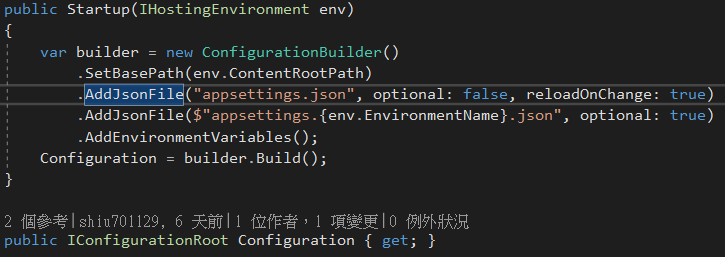 public Startup(IHostingEnvironment env)
{
    var builder = new ConfigurationBuilder()
        .SetBasePath(env.ContentRootPath)
        .AddJsonFile("appsettings.json", optional: false, reloadOnChange: true)
        .AddJsonFile($"appsettings.{env.EnvironmentName}.json", optional: true)
        .AddEnvironmentVariables();
    Configuration = builder.Build();
}
2 個參考|shiu701129, 6 天前|1 位作者，1 項變更|0 例外狀況
public IConfigurationRoot Configuration { get; }